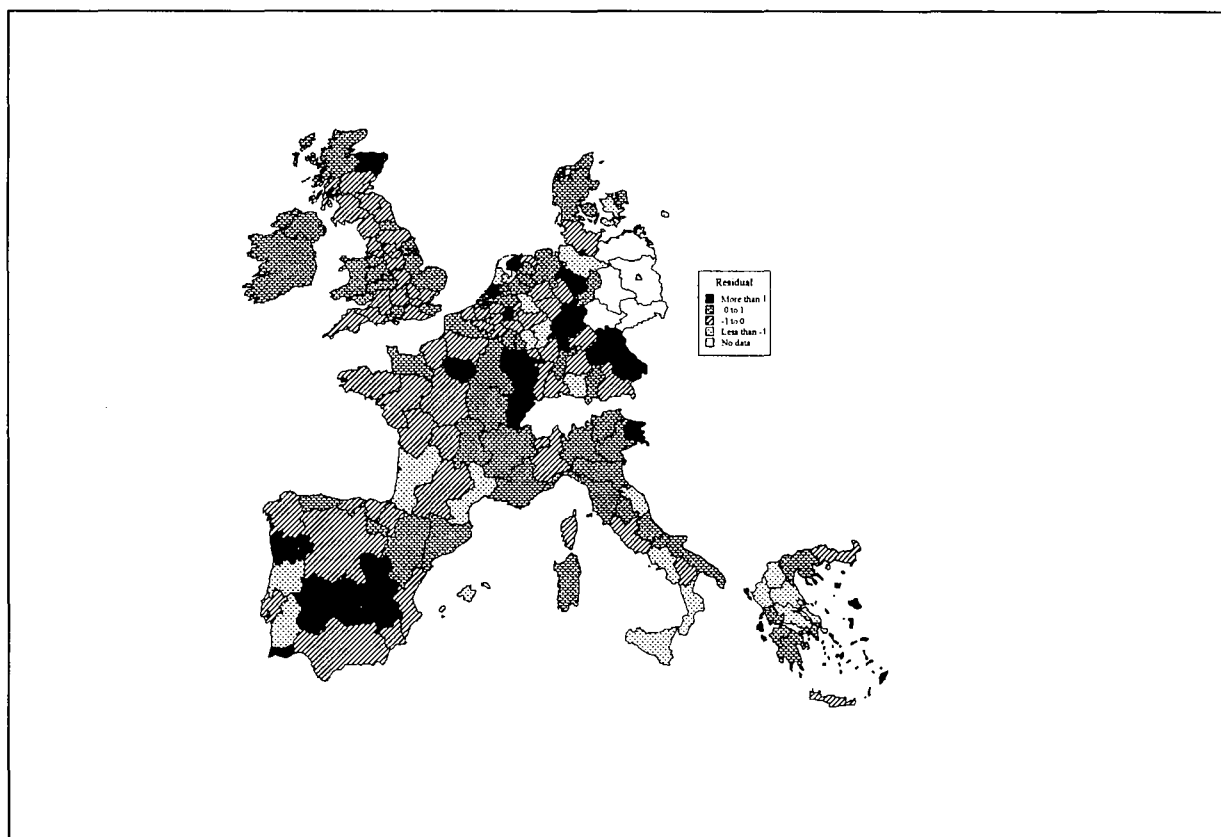 Residual
More than 1
0 to 1
-1 to 0
Less than -1
No data